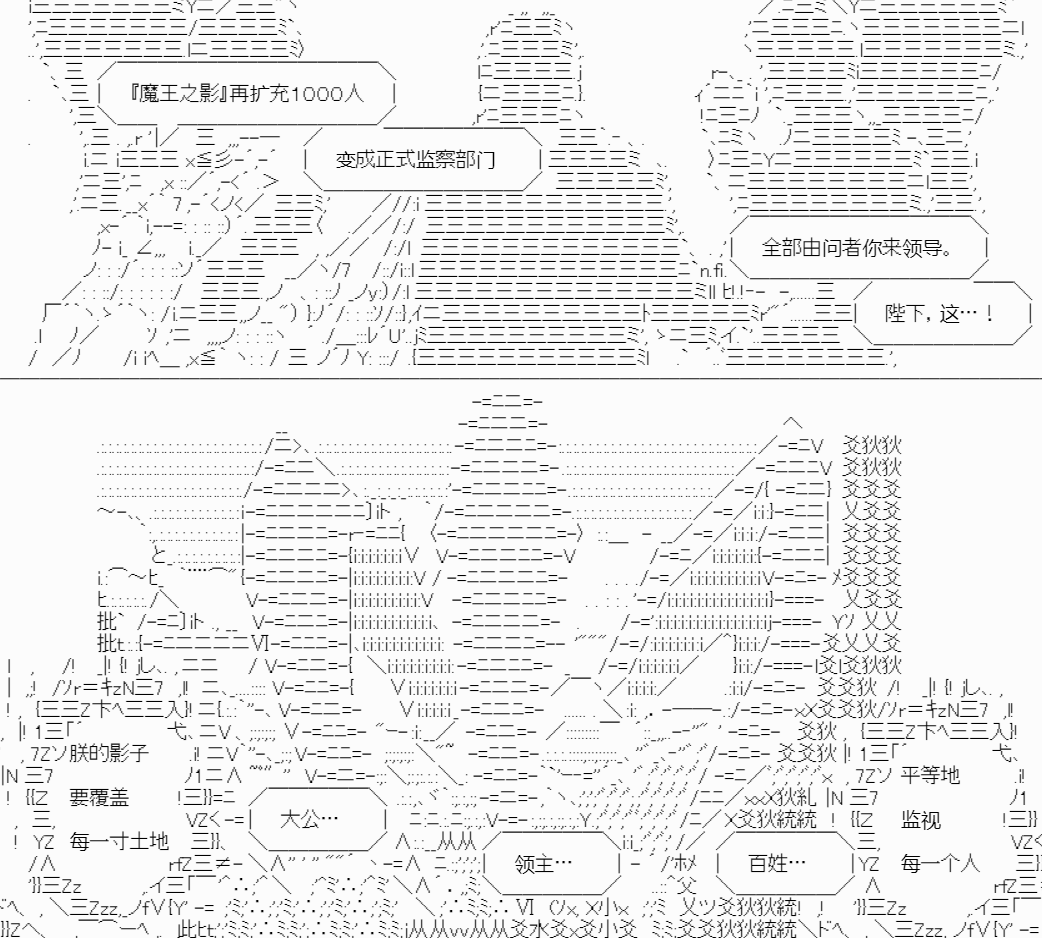 『魔王之影』再扩充1000人
变成正式监察部门
全部由问者你来领导。
陛下，这…！
朕的影子
要覆盖
每一寸土地
大公…
领主…
百姓…
平等地
监视
每一个人